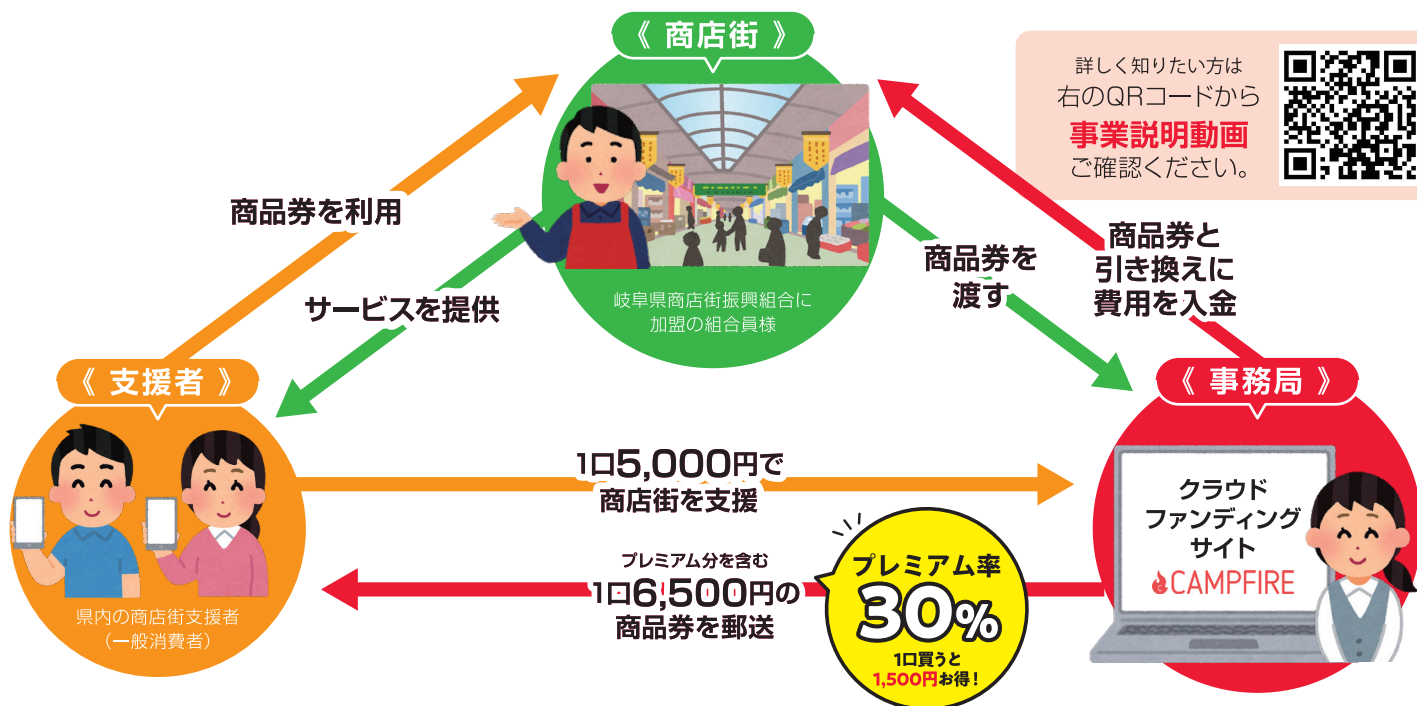 《 商店街 》
詳しく知りたい方は
右のQRコードから
事業説明動画
ご確認ください。
商品券を利用
サービスを提供
岐阜県商店街振興組合に
加盟の組合員様
商品券を
渡す
商品券と
引き換えに
費用を入金
《 支援者 》
《 事務局 》
県内の商店街支援者
（一般消費者）
1口5,000円で
商店街を支援
プレミアム分を含む
1口6,500円の
商品券を郵送
プレミアム率
30%
1口買うと
1,500円お得！
クラウド
ファンディング
サイト
CAMPFIRE